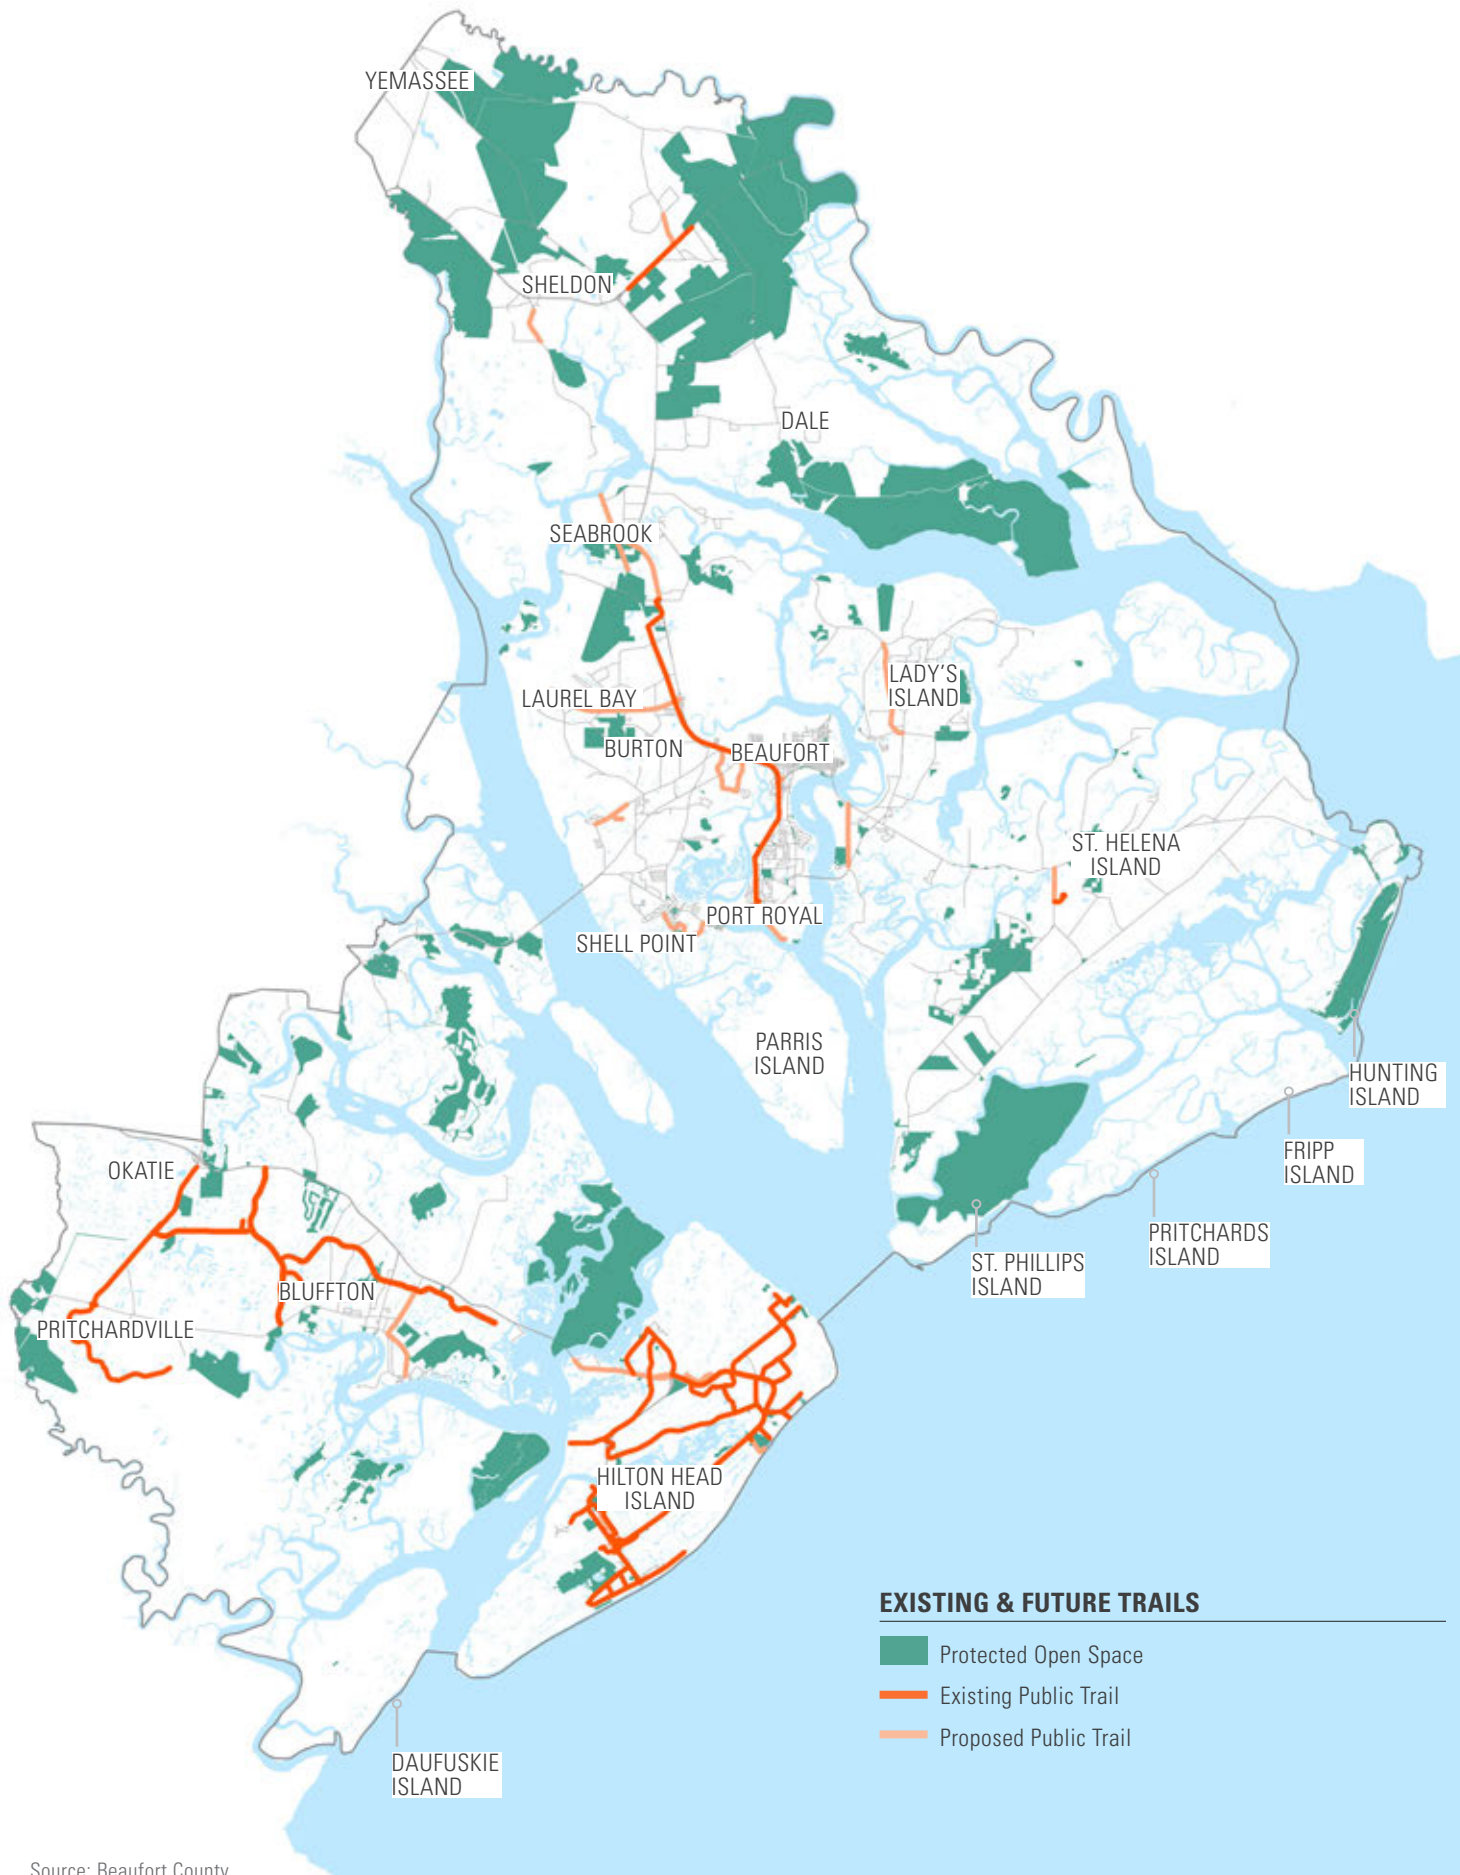 YEMASSEE
SHELDON
DALE
SEABROOK
LADY'S
ISLAND
LAUREL BAY
BURTON
BEAUFORT
ST. HELENA
ISLAND
PORT ROYAL
SHELL POINT
PARRIS
ISLAND
HUNTING
ISLAND
FRIPP
ISLAND
OKATIE
PRITCHARDS
ISLAND
ST. PHILLIPS
ISLAND
BLUFFTON
PRITCHARDVILLE
HILTON HEAD
ISLAND
EXISTING & FUTURE TRAILS
Protected Open Space
Existing Public Trail
Proposed Public Trail
DAUFUSKIE
ISLAND
Source: Beaufort County